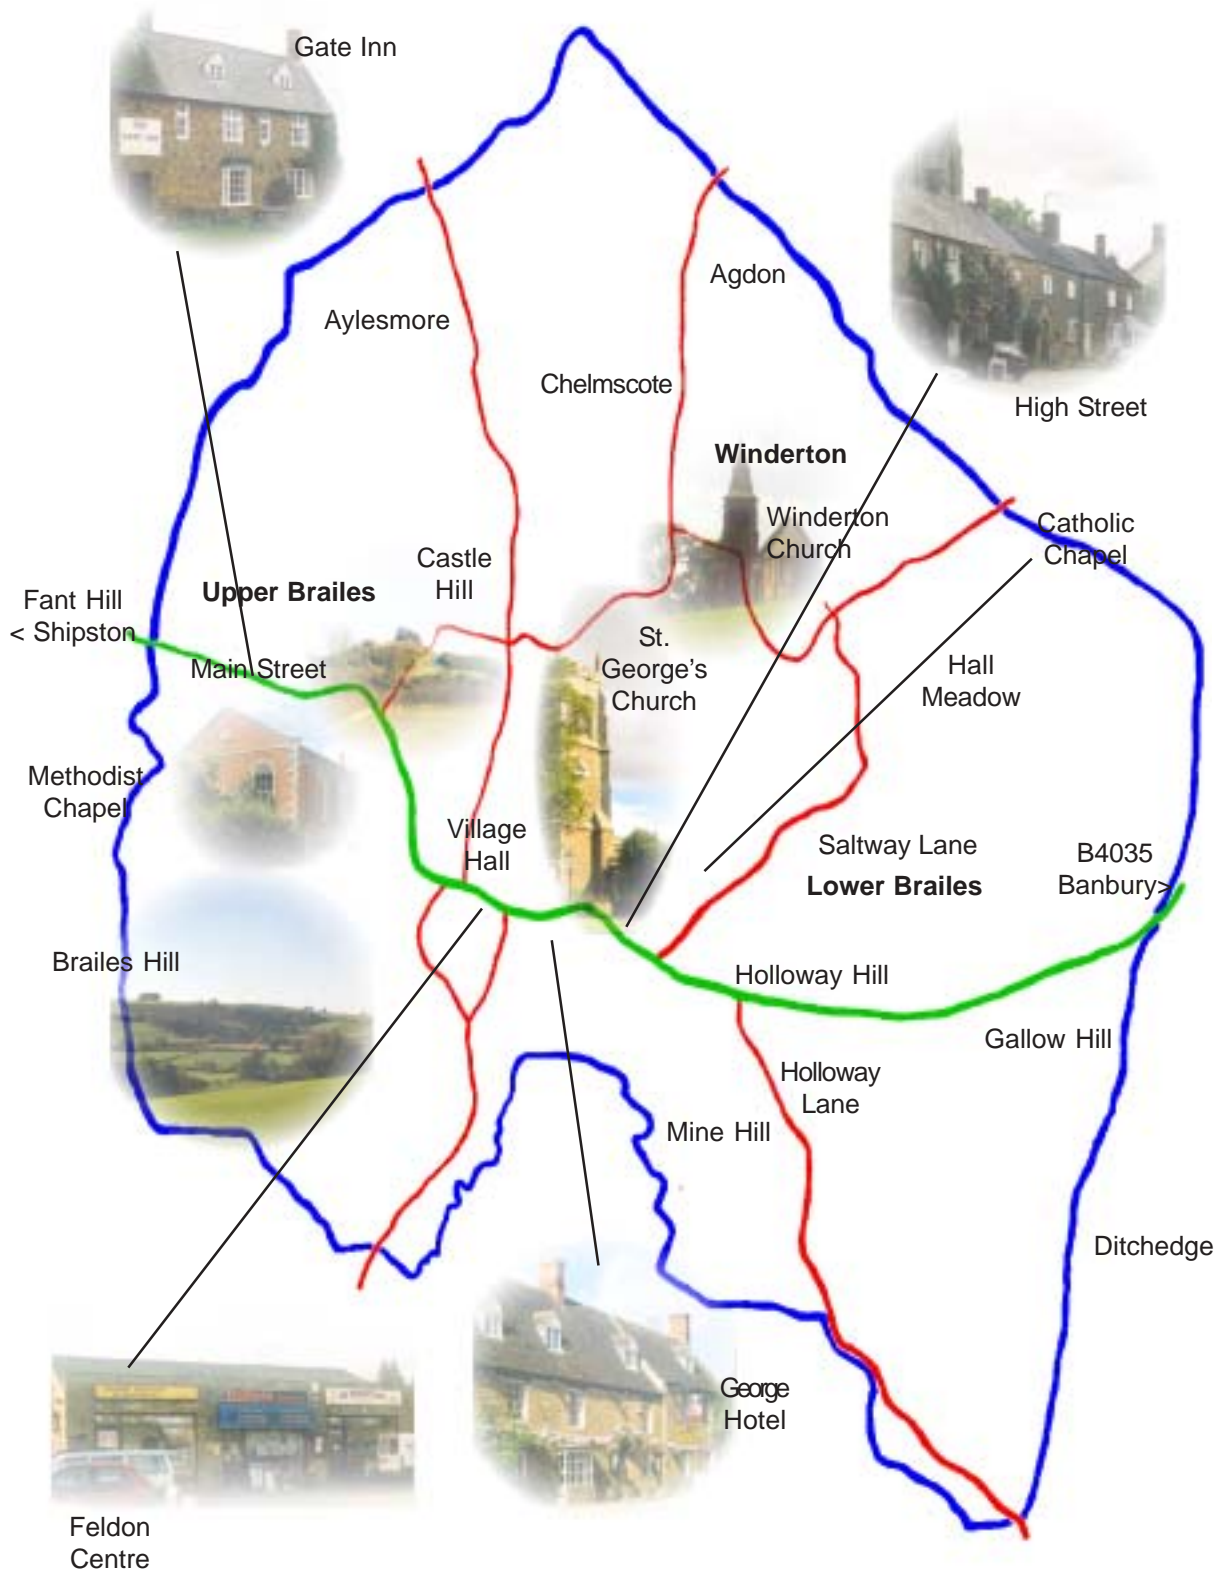 Gate Inn
Agdon
Aylesmore
Chelmscote
High Street
Winderton
Winderton
Church
Catholic
Chapel
Castle
Hill
Upper Brailes
Fant Hill
< Shipston
St.
George's
Church
Main Street
Hall
Meadow
Methodist
Chapel
Village
Hall
Saltway Lane
Lower Brailes
B4035
Banbury>
Brailes Hill
Holloway Hill
Gallow Hill
Holloway
Lane
Mine Hill
Ditchedge
George
Hotel
Feldon
Centre